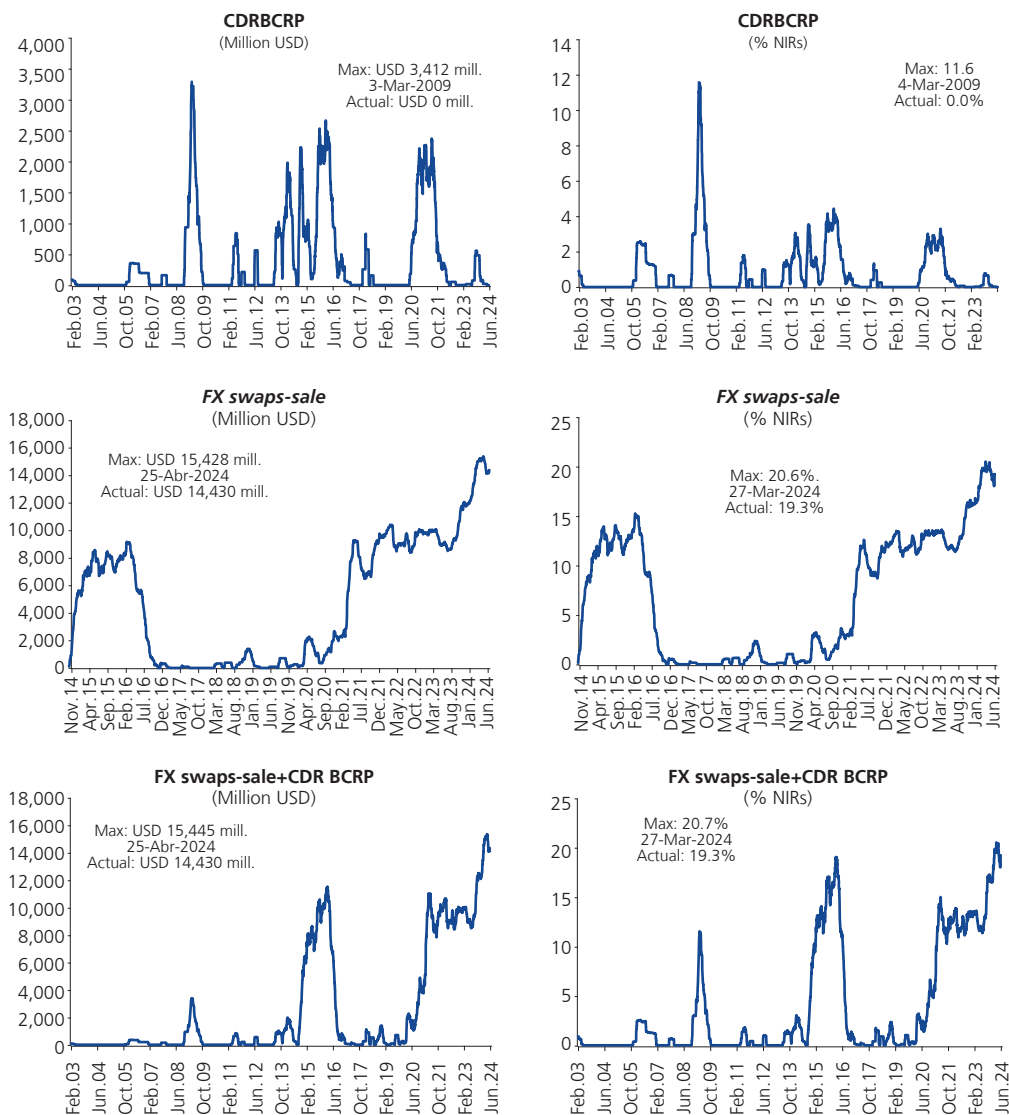 CDRBCRP
(Million USD)
4,000
3,500
3,000
2,500
2,000
1,500
1,000
500
0
Max: USD 3,412 mill.
3-Mar-2009
Actual: USD 0 mill.
Feb.03
Jun.04
Oct.05
Feb.07
Jun.08
Oct.09
Feb.11
Jun.12
Oct.13
Feb.15
Jun.16
Oct.17
Feb.19
Jun.20
Oct.21
Feb.23
Jun.24
CDRBCRP
(% NIRs)
14
12
10
8
6
4
2
0
Max: 11.6
4-Mar-2009
Actual: 0.0%
Feb.03
Jun.04
Oct.05
Feb.07
Jun.08
Oct.09
Feb.11
Jun.12
Oct.13
Feb.15
Jun.16
Oct.17
Feb.19
Jun.20
Oct.21
Feb.23
FX swaps-sale
(Million USD)
18,000
16,000
14,000
12,000
10,000
8,000
6,000
4,000
2,000
0
Max: USD 15,428 mill.
25-Abr-2024
Actual: USD 14,430 mill.
Nov.14
Apr.15
Sep.15
Feb.16
Jul.16
Dec.16
May.17
Oct.17
Mar.18
Aug.18
Jan.19
Jun.19
Nov.19
Apr.20
Sep.20
Feb.21
Jul.21
Dec.21
May.22
Oct.22
Mar.23
Aug.23
Jan.24
Jun.24
FX swaps-sale
(% NIRs)
25
20
15
10
5
0
Max: 20.6%.
27-Mar-2024
Actual: 19.3%
Nov.14
Apr.15
Sep.15
Feb.16
Jul.16
Dec.16
May.17
Oct.17
Mar.18
Aug.18
Jan.19
Jun.19
Nov.19
Apr.20
Sep.20
Feb.21
Jul.21
Dec.21
May.22
Oct.22
Mar.23
Aug.23
Jan.24
Jun.24
FX swaps-sale+CDR BCRP
(Million USD)
18,000
16,000
14,000
12,000
10,000
8,000
6,000
4,000
2,000
0
Max: USD 15,445 mill.
25-Abr-2024
Actual: USD 14,430 mill.
Feb.03
Jun.04
Oct.05
Feb.07
Jun.08
Oct.09
Feb.11
Jun.12
Oct.13
Feb.15
Jun.16
Oct.17
Feb.19
Jun.20
Oct.21
Feb.23
Jun.24
FX swaps-sale+CDR BCRP
(% NIRs)
25
20
15
10
5
0
Max: 20.7%
27-Mar-2024
Actual: 19.3%
Feb.03
Jun.04
Oct.05
Feb.07
Jun.08
Oct.09
Feb.11
Jun.12
Oct.13
Feb.15
Jun.16
Oct.17
Feb.19
Jun.20
Oct.21
Feb.23
Jun.24